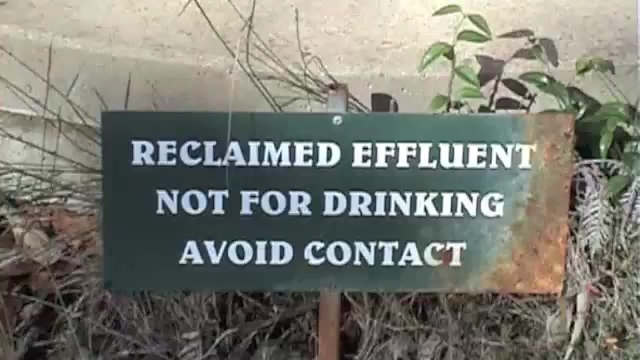 RECLAIMED EFFLUENT
NOT FOR DRINKING
AVOID CONTACT